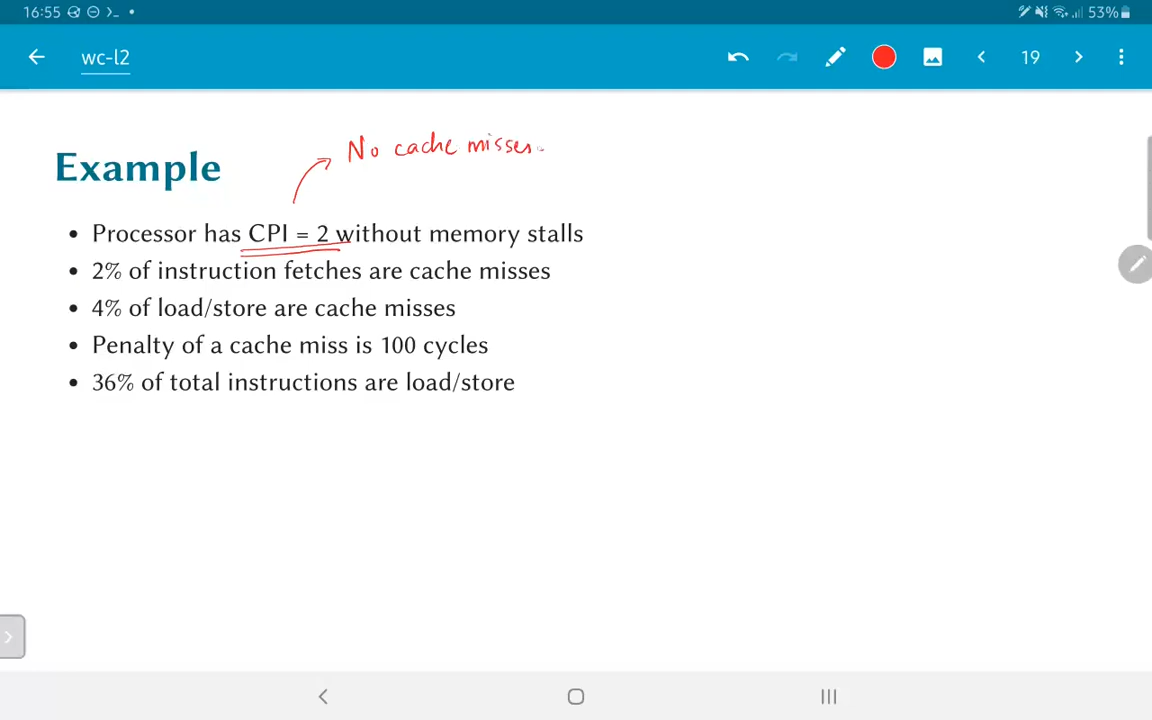 16:55 53%
wc-l2 19
No cache misses
Example
• Processor has CPI = 2 without memory stalls
• 2% of instruction fetches are cache misses
• 4% of load/store are cache misses
• Penalty of a cache miss is 100 cycles
• 36% of total instructions are load/store